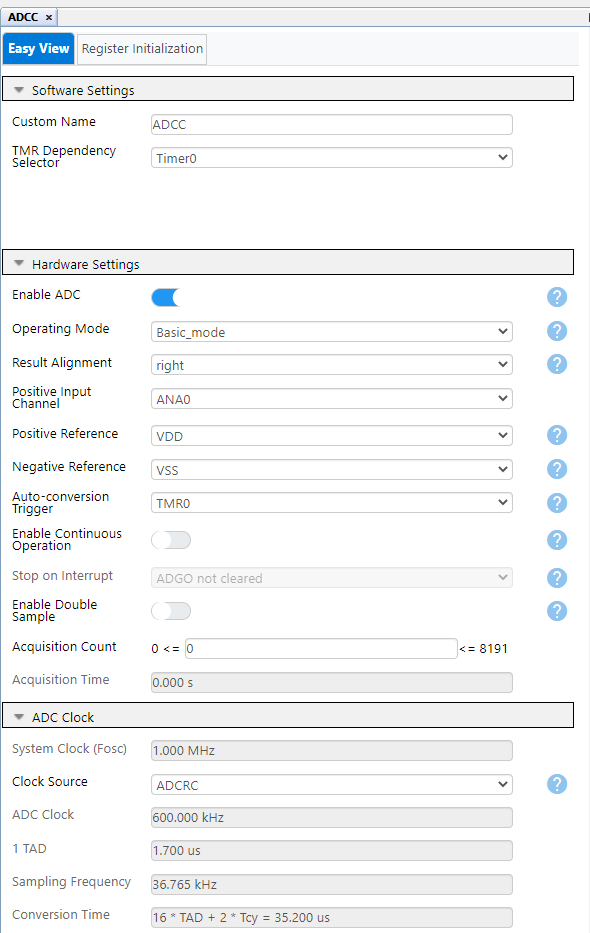 ADCC ×
Easy View Register Initialization
Software Settings
Custom Name ADCC
TMR Dependency
Selector Timer0
Hardware Settings
Enable ADC ?
Operating Mode Basic_mode ?
Result Alignment right ?
Positive Input
Channel ANA0
Positive Reference VDD ?
Negative Reference VSS ?
Auto-conversion
Trigger TMR0 ?
Enable Continuous
Operation ?
Stop on Interrupt ADGO not cleared ?
Enable Double
Sample ?
Acquisition Count 0 <= 0 <= 8191
Acquisition Time 0.000 s
ADC Clock
System Clock (Fosc) 1.000 MHz
Clock Source ADCRC ?
ADC Clock 600.000 kHz
1 TAD 1.700 us
Sampling Frequency 36.765 kHz
Conversion Time 16 * TAD + 2 * Tcy = 35.200 us